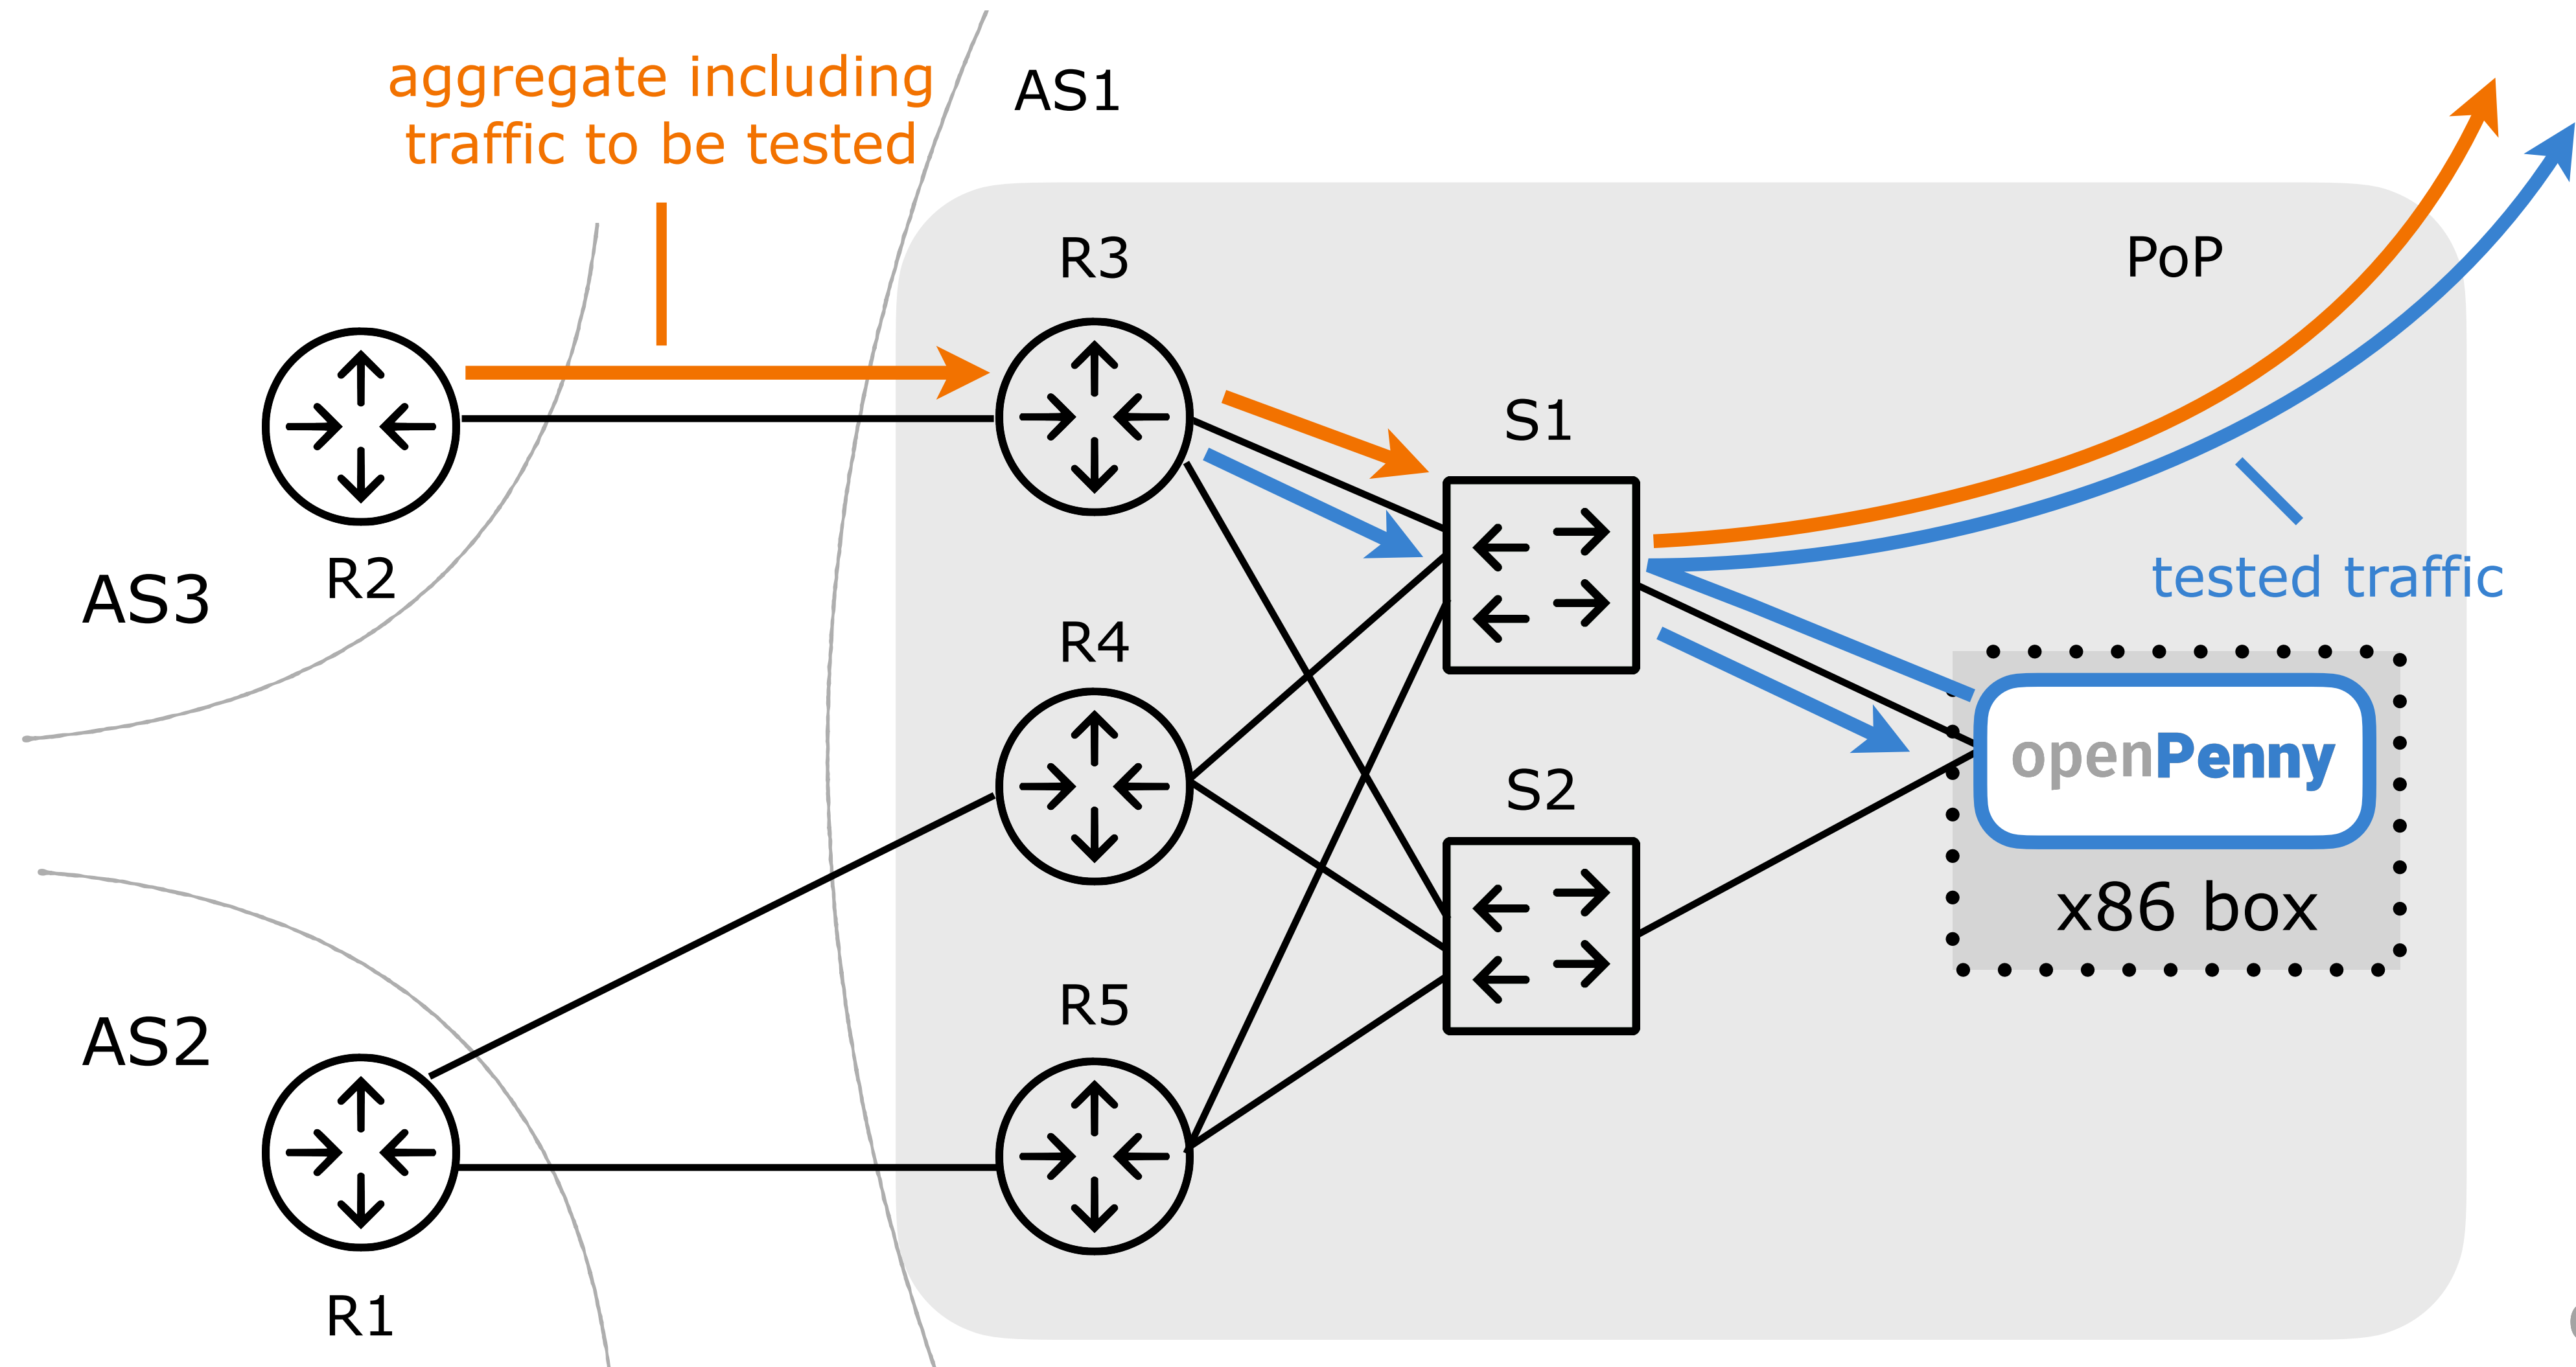 aggregate including
traffic to be tested
AS1
R3
PoP
S1
R2
AS3
tested traffic
R4
openPenny
S2
x86 box
R5
AS2
R1